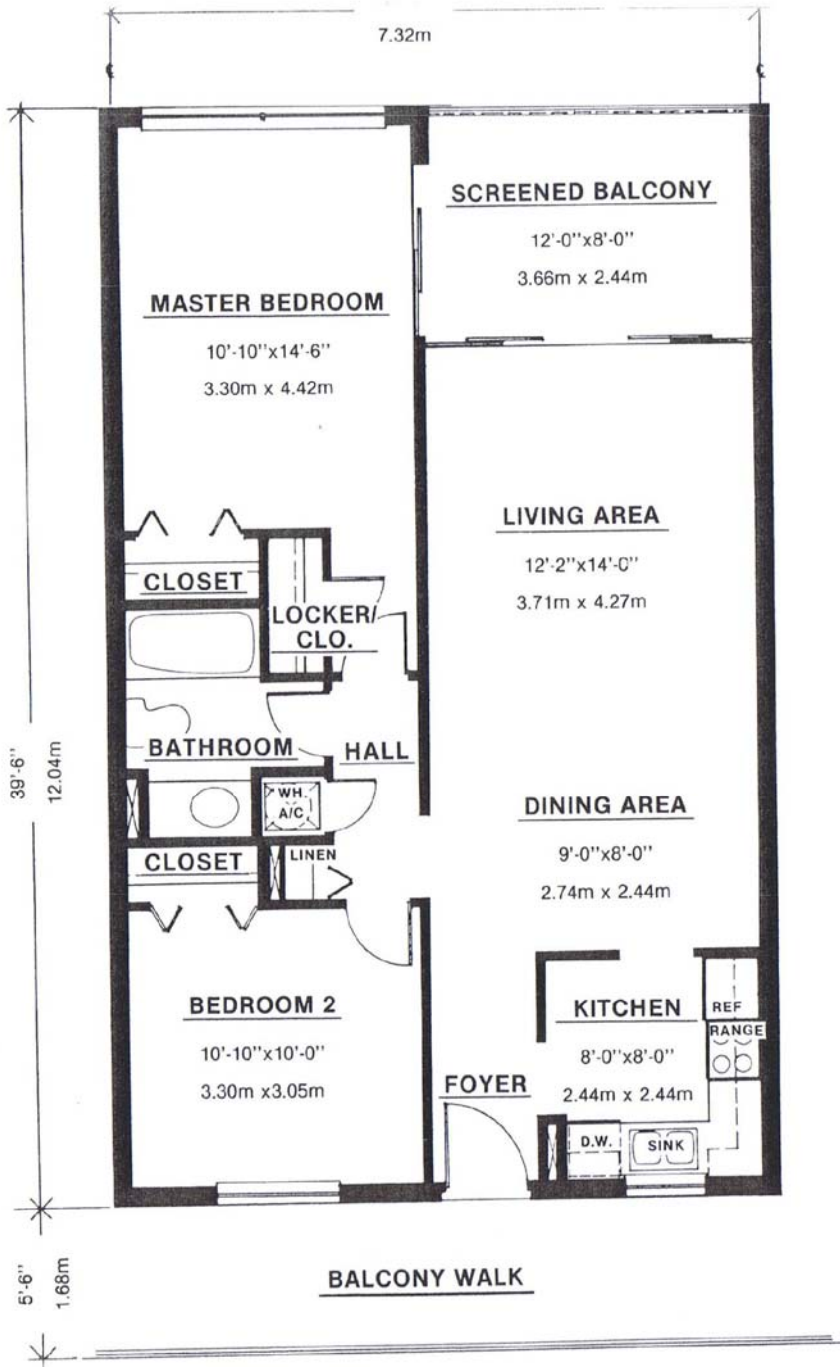 7.32m
SCREENED BALCONY
12'-0''x8'-0''
3.66m x 2.44m
MASTER BEDROOM
10'-10''x14'-6''
3.30m x 4.42m
LIVING AREA
12'-2''x14'-0''
3.71m x 4.27m
CLOSET
LOCKER/
CLO.
BATHROOM
HALL
39'-6''
12.04m
WH.
A/C
DINING AREA
9'-0''x8'-0''
2.74m x 2.44m
CLOSET
LINEN
BEDROOM 2
10'-10''x10'-0''
3.30m x3.05m
KITCHEN
8'-0''x8'-0''
2.44m x 2.44m
REF
RANGE
FOYER
D.W.
SINK
5'-6''
1.68m
BALCONY WALK